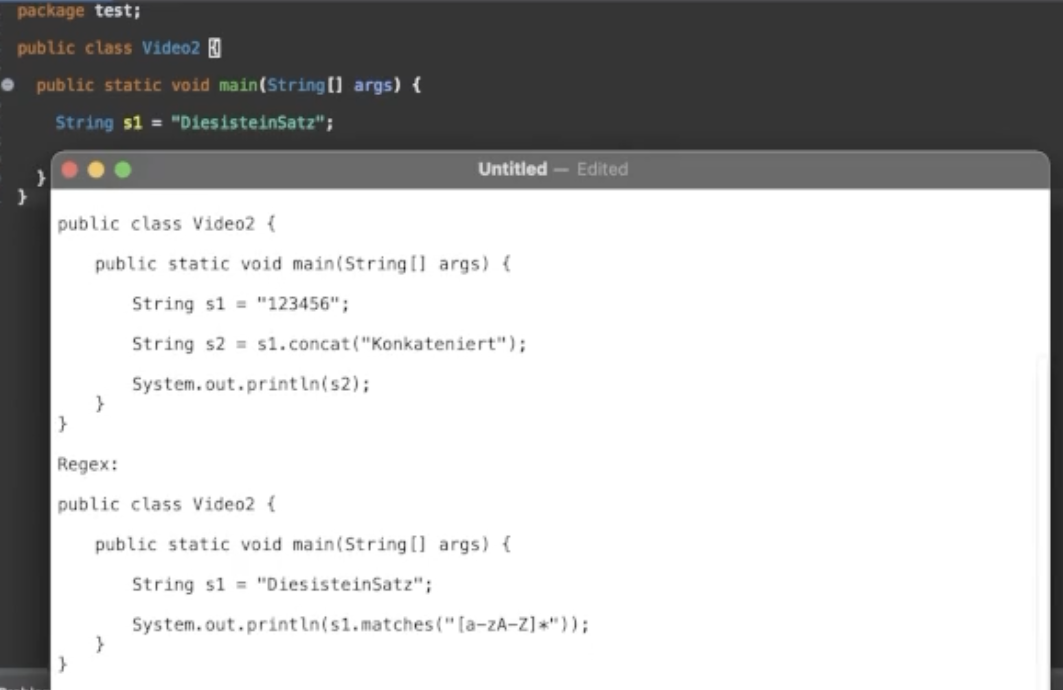 package test;
public class Video2 {
public static void main(String[] args) {
String s1 = "DiesisteinSatz";
}
}
Untitled — Edited
public class Video2 {
public static void main(String[] args) {
String s1 = "123456";
String s2 = s1.concat("Konkateniert");
System.out.println(s2);
}
}
Regex:
public class Video2 {
public static void main(String[] args) {
String s1 = "DiesisteinSatz";
System.out.println(s1.matches("[a-zA-Z]*"));
}
}